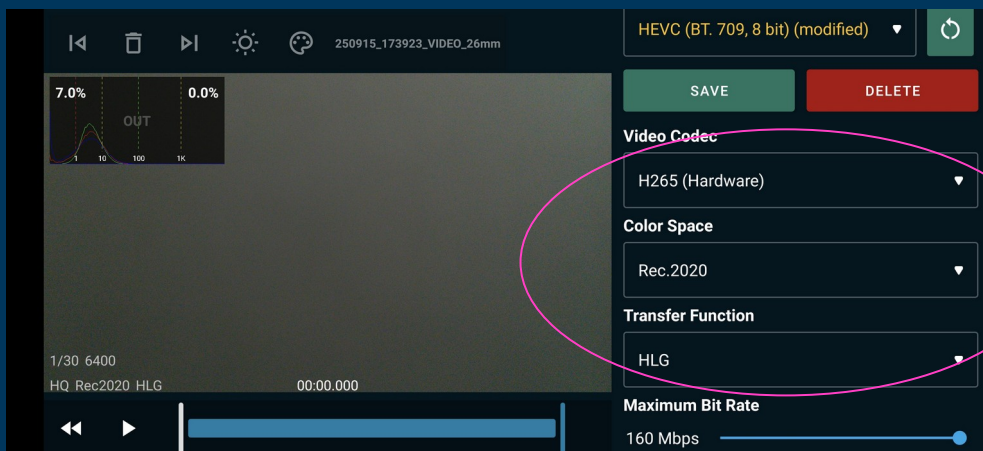 250915_173923_VIDEO_26mm
HEVC (BT. 709, 8 bit) (modified)
SAVE
DELETE
7.0%
0.0%
OUT
1
10
100
1K
Video Codec
H265 (Hardware)
Color Space
Rec.2020
Transfer Function
HLG
1/30 6400
HQ Rec2020 HLG
00:00.000
Maximum Bit Rate
160 Mbps